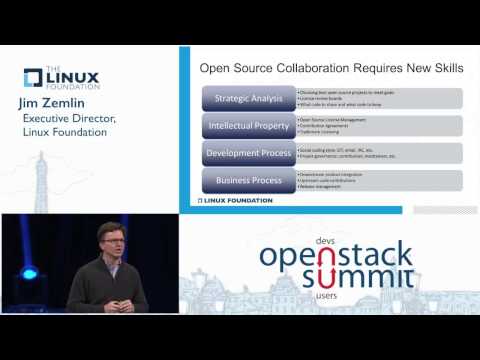 THE
LINUX
FOUNDATION
Jim Zemlin
Executive Director,
Linux Foundation
Open Source Collaboration Requires New Skills
Strategic Analysis
•Choosing best open source projects to meet goals
•License review boards
•What code to share and what code to keep
Intellectual Property
•Open Source License Management
•Contribution Agreements
•Trademark Licensing
Development Process
•Social coding style: GIT, email, IRC, etc.
•Project governance: contribution, maintainers, etc.
Business Process
•Downstream product integration
•Upstream code contributions
•Release management
LINUX FOUNDATION
devs
openstack
summit
users